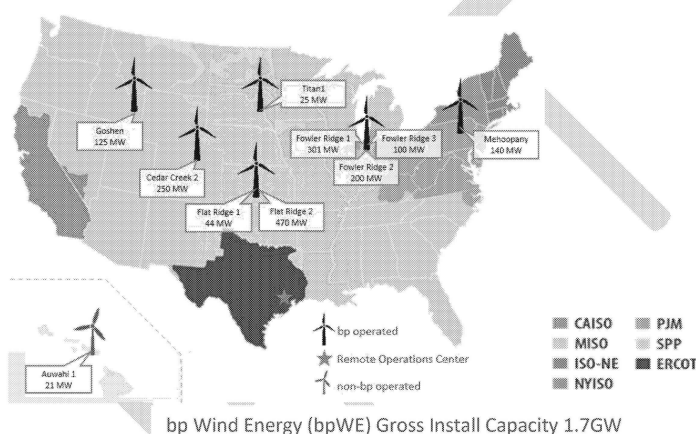 Titan1
25 MW
Goshen
125 MW
Fowler Ridge 1
301 MW
Fowler Ridge 3
100 MW
Mehoopany
140 MW
Fowler Ridge 2
200 MW
Cedar Creek 2
250 MW
Flat Ridge 1
44 MW
Flat Ridge 2
470 MW
Auwahi 1
21 MW
bp operated
Remote Operations Center
non-bp operated
CAISO
MISO
ISO-NE
NYISO
PJM
SPP
ERCOT
bp Wind Energy (bpWE) Gross Install Capacity 1.7GW